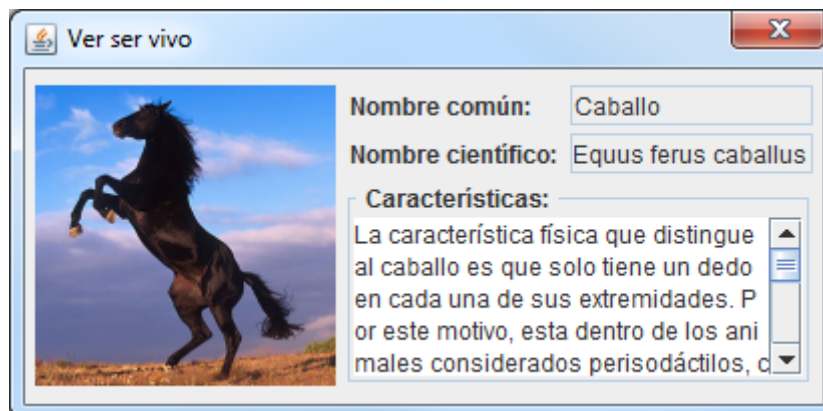 Ver ser vivo
Nombre común: Caballo
Nombre científico: Equus ferus caballus
Características:
La característica física que distingue
al caballo es que solo tiene un dedo
en cada una de sus extremidades. P
or este motivo, esta dentro de los ani
males considerados perisodáctilos, c